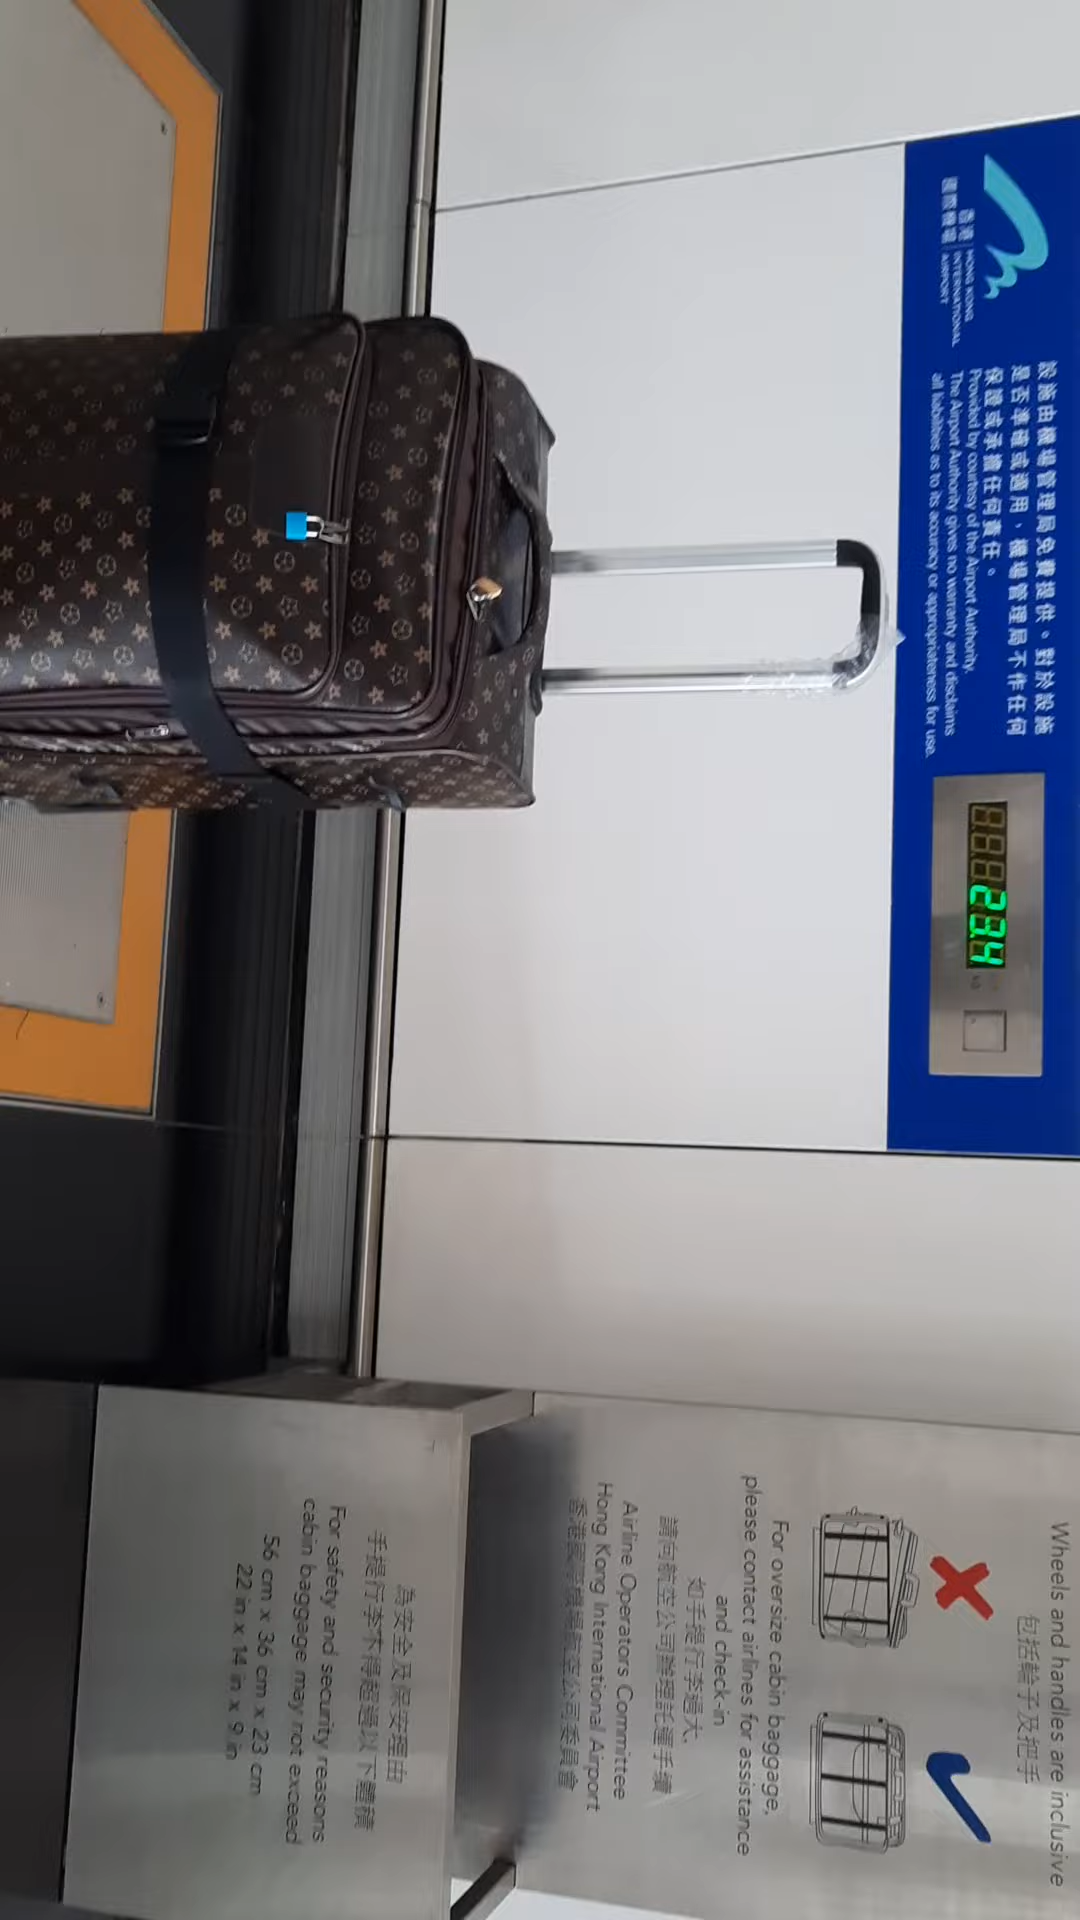 香港
國際機場
HONG KONG
INTERNATIONAL
AIRPORT
設施由機場管理局免費提供。對於設施
是否準確或適用，機場管理局不作任何
保證或承擔任何責任。
Provided by courtesy of the Airport Authority.
The Airport Authority gives no warranty and disclaims
all liabilities as to its accuracy or appropriateness for use.
23.4
Wheels and handles are inclusive
包括輪子及把手
For oversize cabin baggage,
please contact airlines for assistance
and check-in
如手提行李過大,
請向航空公司辦理託運手續
Airline Operators Committee
Hong Kong International Airport
香港國際機場航空公司委員會
為安全及保安理由
手提行李不得超過以下體積
For safety and security reasons
cabin baggage may not exceed
56 cm x 36 cm x 23 cm
22 in x 14 in x 9 in